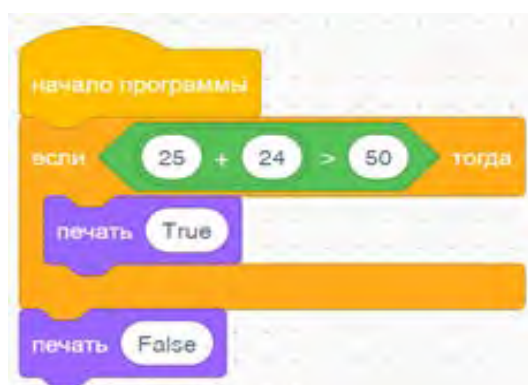 начало программы
если 25 + 24 > 50 тогда
печать True
печать False